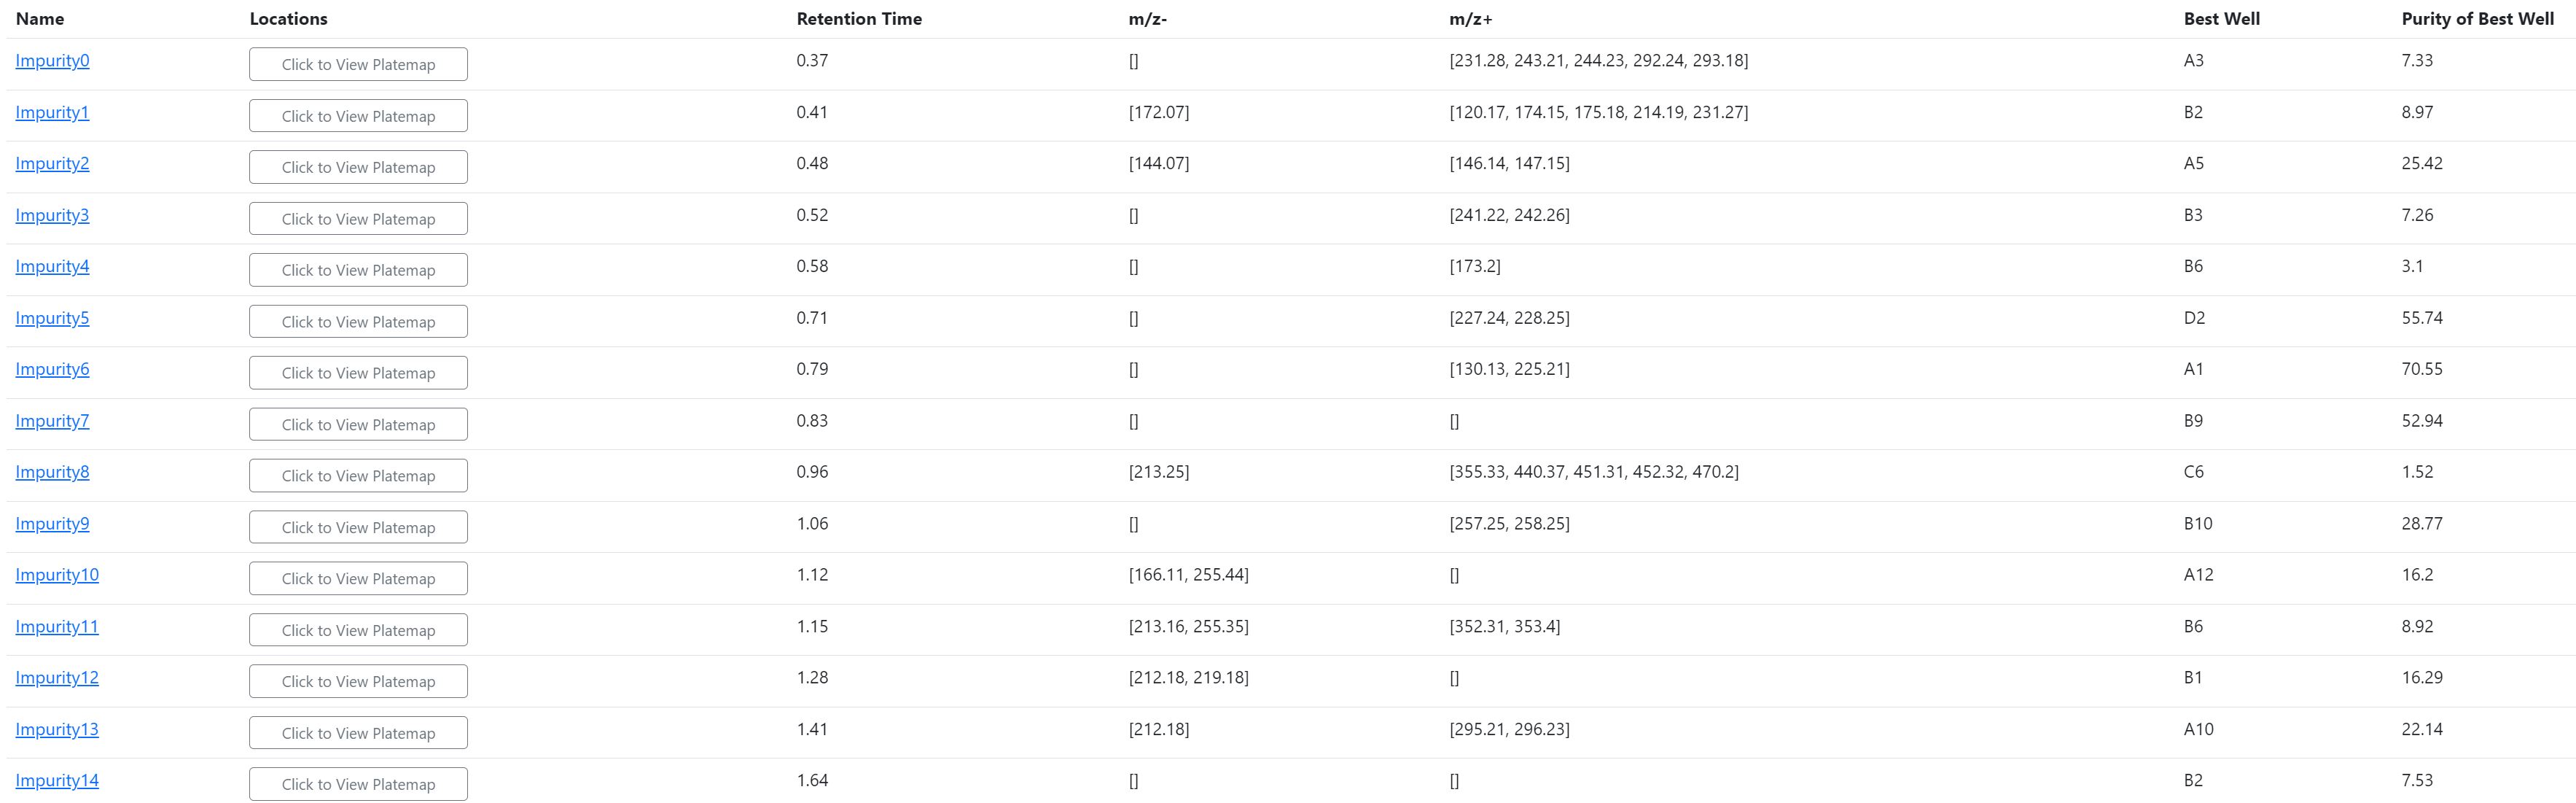 Name Locations Retention Time m/z- m/z+ Best Well Purity of Best Well
Impurity0 Click to View Platemap 0.37 [] [231.28, 243.21, 244.23, 292.24, 293.18] A3 7.33
Impurity1 Click to View Platemap 0.41 [172.07] [120.17, 174.15, 175.18, 214.19, 231.27] B2 8.97
Impurity2 Click to View Platemap 0.48 [144.07] [146.14, 147.15] A5 25.42
Impurity3 Click to View Platemap 0.52 [] [241.22, 242.26] B3 7.26
Impurity4 Click to View Platemap 0.58 [] [173.2] B6 3.1
Impurity5 Click to View Platemap 0.71 [] [227.24, 228.25] D2 55.74
Impurity6 Click to View Platemap 0.79 [] [130.13, 225.21] A1 70.55
Impurity7 Click to View Platemap 0.83 [] [] B9 52.94
Impurity8 Click to View Platemap 0.96 [213.25] [355.33, 440.37, 451.31, 452.32, 470.2] C6 1.52
Impurity9 Click to View Platemap 1.06 [] [257.25, 258.25] B10 28.77
Impurity10 Click to View Platemap 1.12 [166.11, 255.44] [] A12 16.2
Impurity11 Click to View Platemap 1.15 [213.16, 255.35] [352.31, 353.4] B6 8.92
Impurity12 Click to View Platemap 1.28 [212.18, 219.18] [] B1 16.29
Impurity13 Click to View Platemap 1.41 [212.18] [295.21, 296.23] A10 22.14
Impurity14 Click to View Platemap 1.64 [] [] B2 7.53